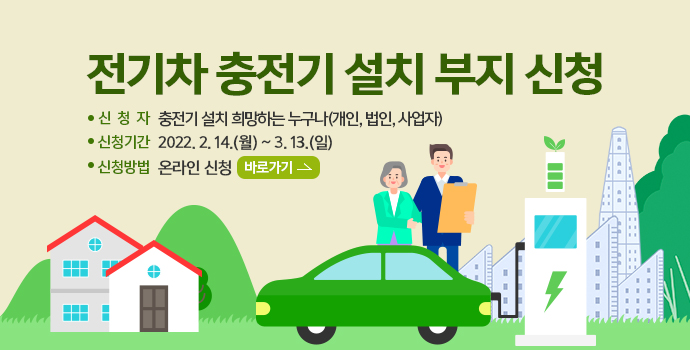 전기차 충전기 설치 부지 신청
• 신 청 자 충전기 설치 희망하는 누구나(개인, 법인, 사업자)
• 신청기간 2022. 2. 14.(월) ~ 3. 13.(일)
• 신청방법 온라인 신청 바로가기 →